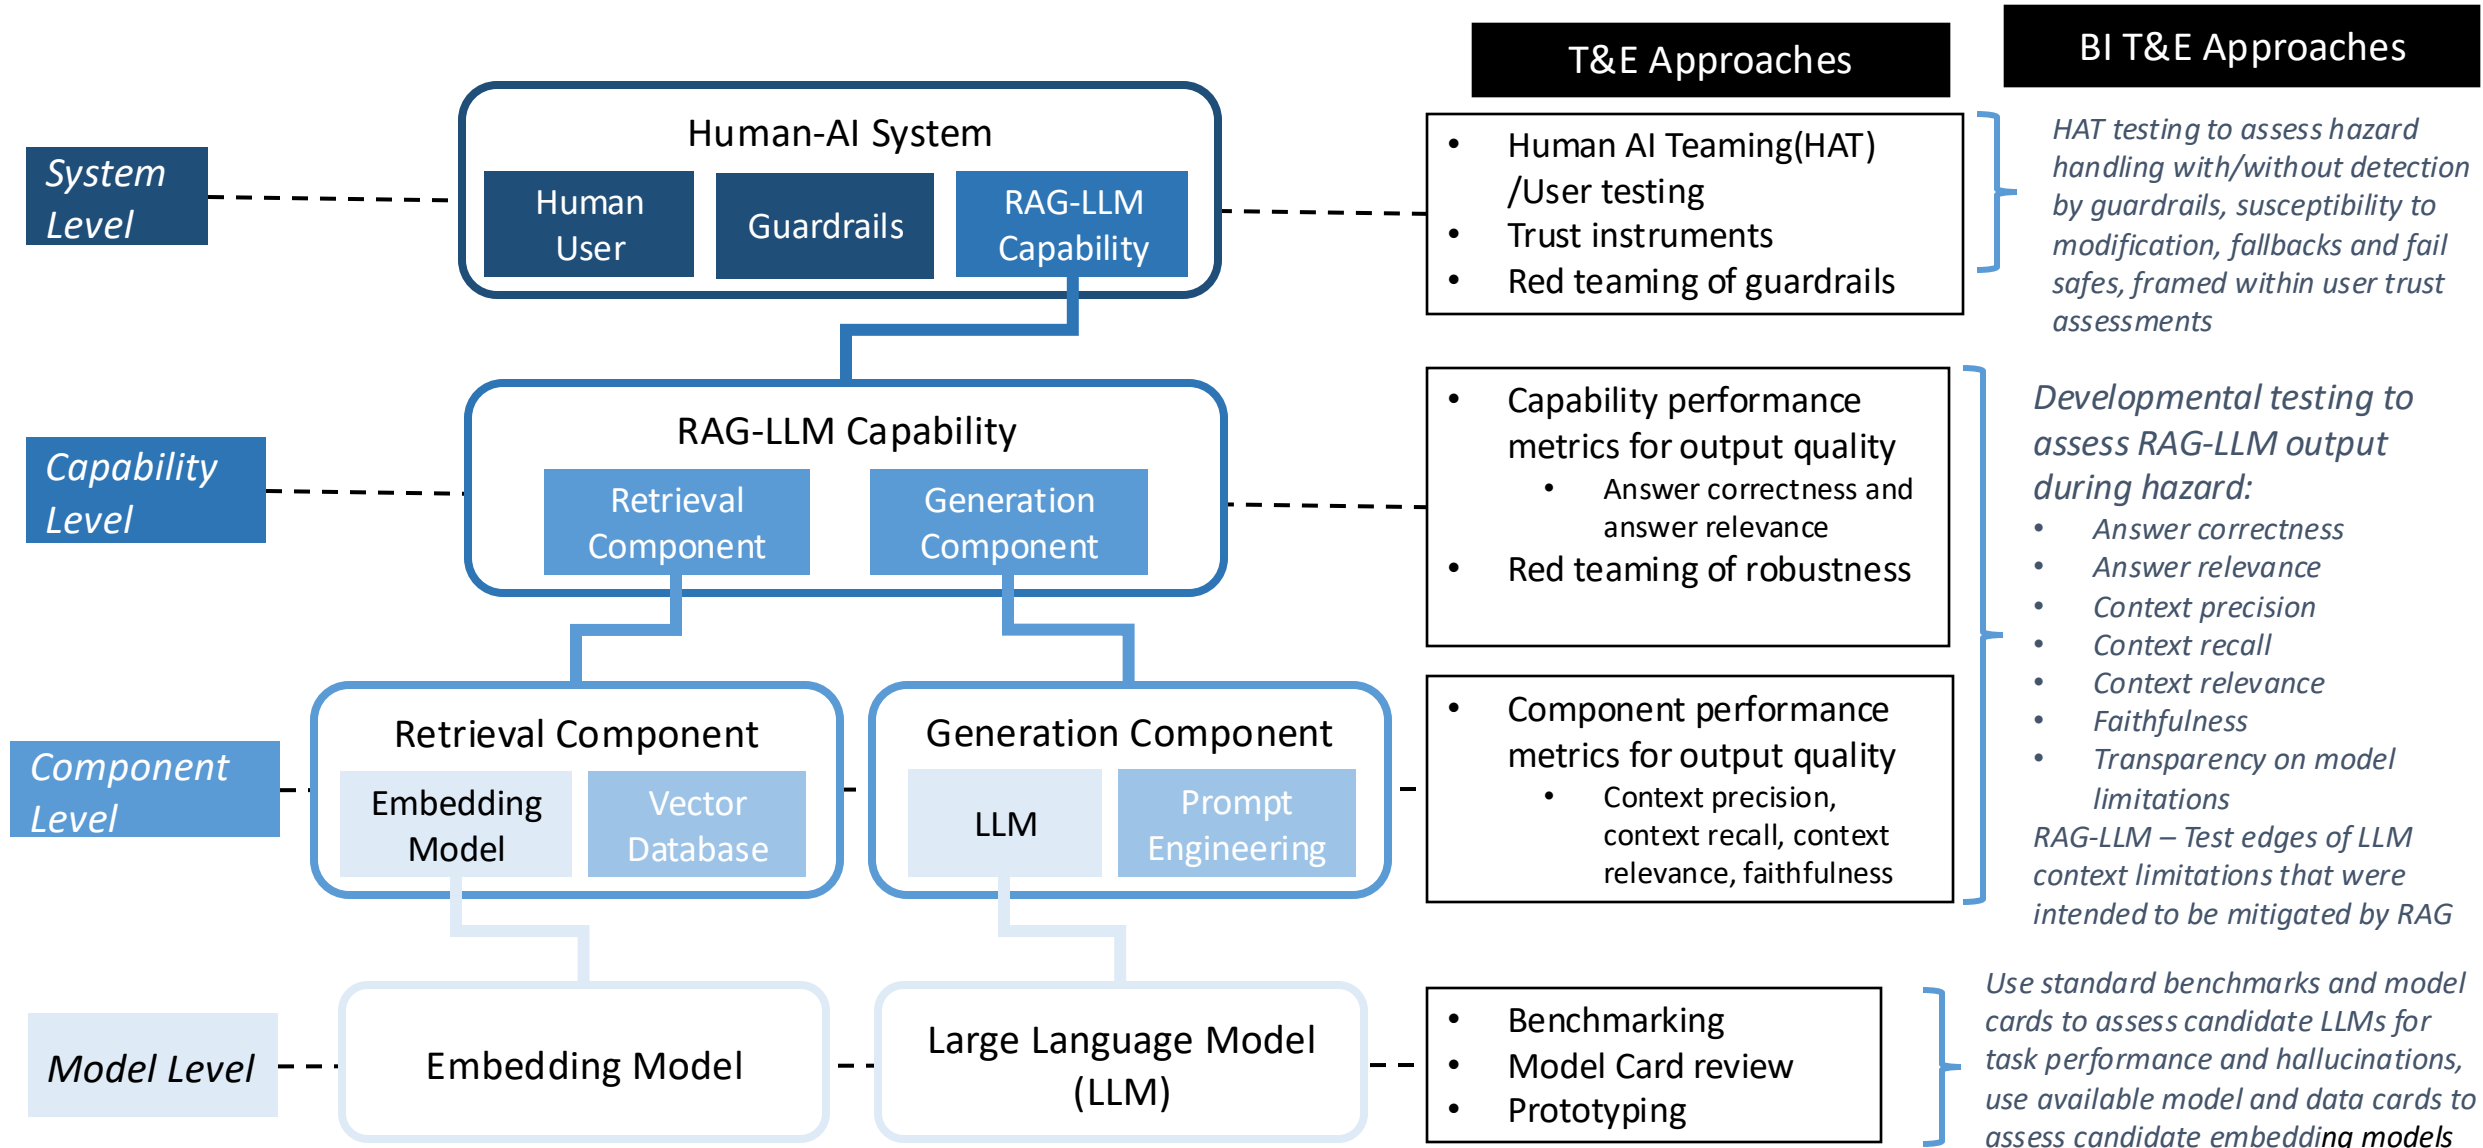 T&E Approaches
BI T&E Approaches
System
Level
Human-AI System
Human
User
Guardrails
RAG-LLM
Capability
• Human AI Teaming(HAT)
/User testing
• Trust instruments
• Red teaming of guardrails
HAT testing to assess hazard
handling with/without detection
by guardrails, susceptibility to
modification, fallbacks and fail
safes, framed within user trust
assessments
Capability
Level
RAG-LLM Capability
Retrieval
Component
Generation
Component
• Capability performance
metrics for output quality
• Answer correctness and
answer relevance
• Red teaming of robustness
Developmental testing to
assess RAG-LLM output
during hazard:
• Answer correctness
• Answer relevance
• Context precision
• Context recall
• Context relevance
• Faithfulness
• Transparency on model
limitations
RAG-LLM – Test edges of LLM
context limitations that were
intended to be mitigated by RAG
Component
Level
Retrieval Component
Embedding
Model
Vector
Database
Generation Component
LLM
Prompt
Engineering
• Component performance
metrics for output quality
• Context precision,
context recall, context
relevance, faithfulness
Model Level
Embedding Model
Large Language Model
(LLM)
• Benchmarking
• Model Card review
• Prototyping
Use standard benchmarks and model
cards to assess candidate LLMs for
task performance and hallucinations,
use available model and data cards to
assess candidate embedding models